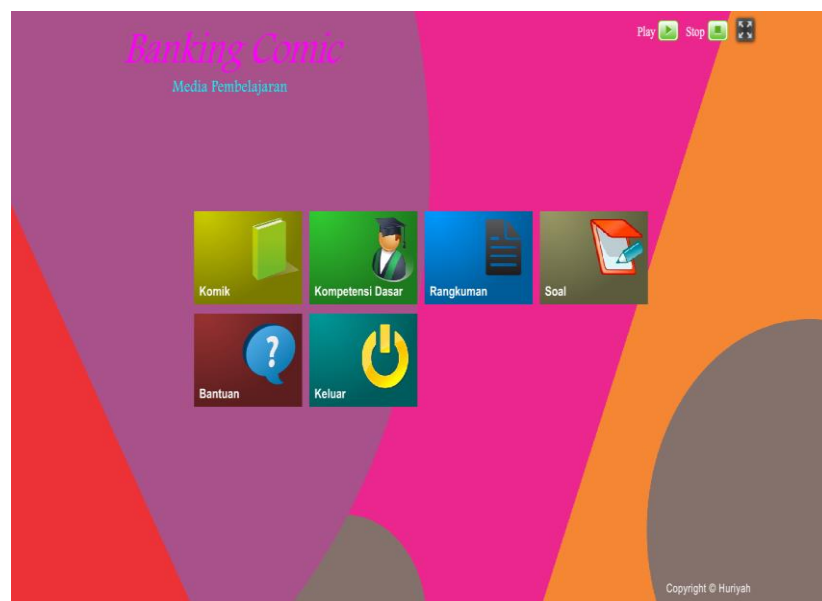 Banking Comic
Media Pembelajaran
Play Stop
Komik
Kompetensi Dasar
Rangkuman
Soal
Bantuan
Keluar
Copyright © Huriyah